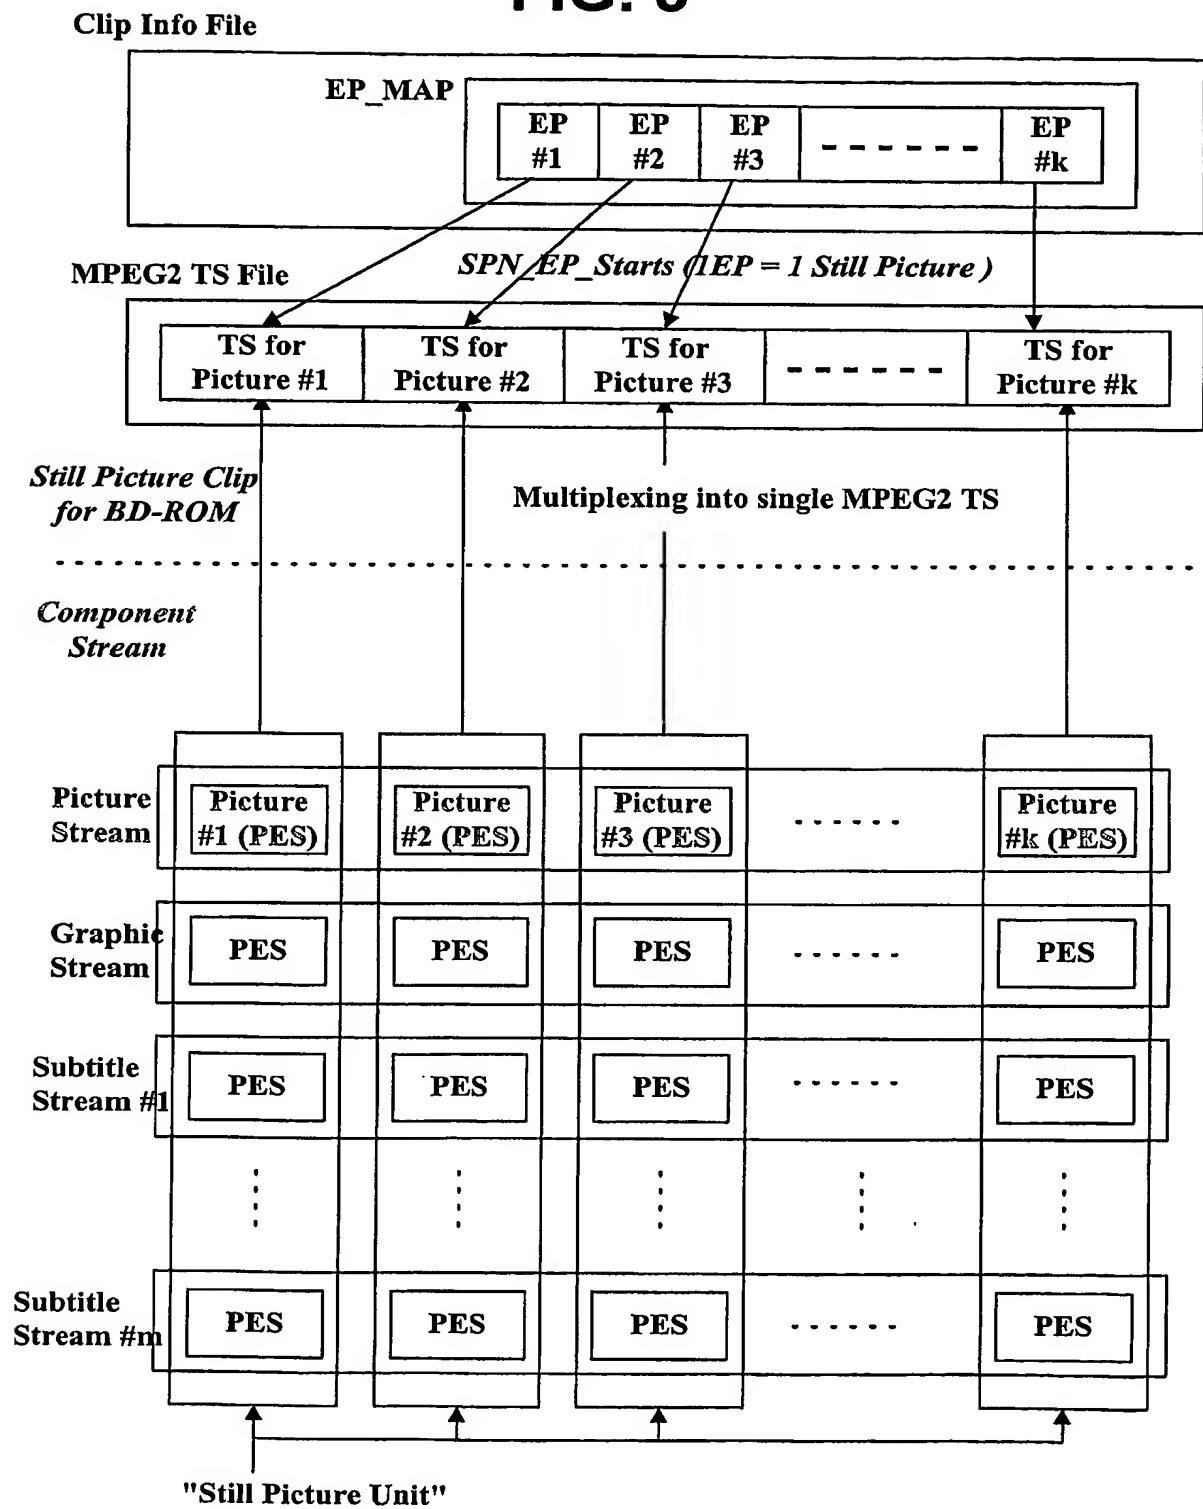 Clip Info File
EP_MAP
EP #1
EP #2
EP #3
EP #k
SPN_EP_Starts (1EP = 1 Still Picture )
MPEG2 TS File
TS for Picture #1
TS for Picture #2
TS for Picture #3
TS for Picture #k
Still Picture Clip
for BD-ROM
Multiplexing into single MPEG2 TS
Component
Stream
Picture
Stream
Picture #1 (PES)
Picture #2 (PES)
Picture #3 (PES)
Picture #k (PES)
Graphic
Stream
PES
PES
PES
PES
Subtitle
Stream #1
PES
PES
PES
PES
Subtitle
Stream #m
PES
PES
PES
PES
"Still Picture Unit"